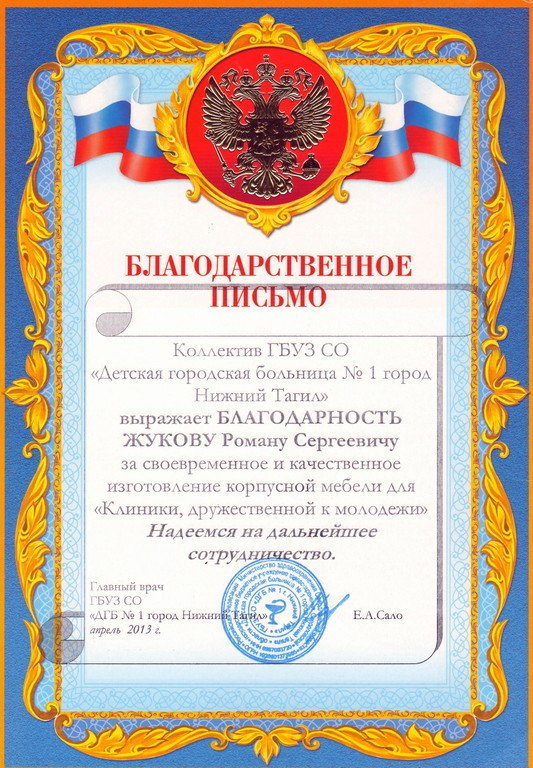 БЛАГОДАРСТВЕННОЕ
ПИСЬМО
Коллектив ГБУЗ СО
«Детская городская больница № 1 город
Нижний Тагил»
выражает БЛАГОДАРНОСТЬ
ЖУКОВУ Роману Сергеевичу
за своевременное и качественное
изготовление корпусной мебели для
«Клиники, дружественной к молодежи»
Надеемся на дальнейшее
сотрудничество.
Главный врач
ГБУЗ СО
«ДГБ № 1 город Нижний Тагил»
Е.А.Сало
апрель 2013 г.
Министерство здравоохранения